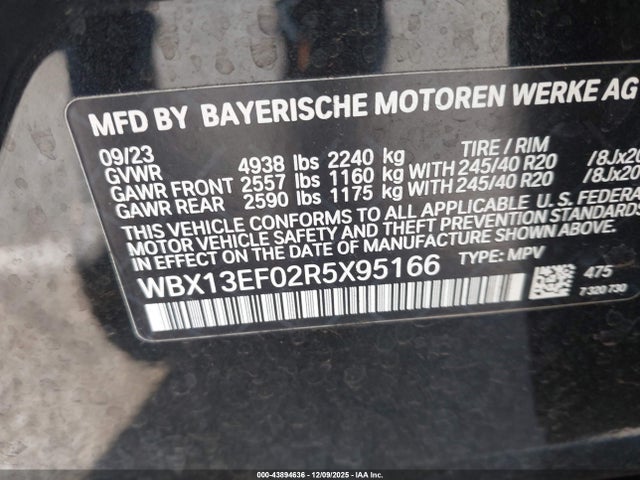 MFD BY BAYERISCHE MOTOREN WERKE AG
09/23 TIRE / RIM
GVWR 4938 lbs 2240 kg
GAWR FRONT 2557 lbs 1160 kg WITH 245/40 R20 /8Jx20
GAWR REAR 2590 lbs 1175 kg WITH 245/40 R20 /8Jx20
THIS VEHICLE CONFORMS TO ALL APPLICABLE U. S. FEDERAL
MOTOR VEHICLE SAFETY AND THEFT PREVENTION STANDARDS
IN EFFECT ON THE DATE OF MANUFACTURE SHOWN ABOVE.
WBX13EF02R5X95166 TYPE: MPV
475
7 320 730
000-43894636 - 12/09/2025 - IAA Inc.